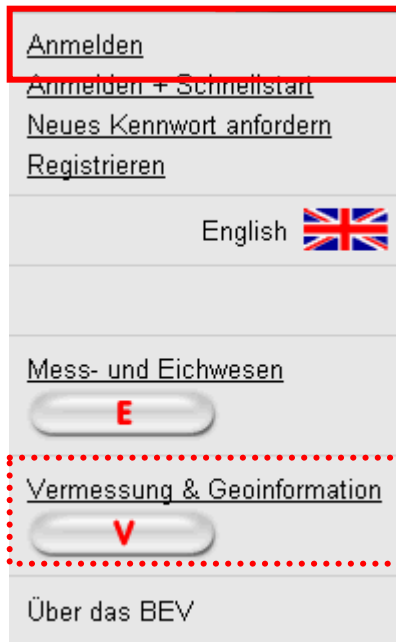 Anmelden
Anmelden + Schnellstart
Neues Kennwort anfordern
Registrieren
English
Mess- und Eichwesen
E
Vermessung & Geoinformation
V
Über das BEV